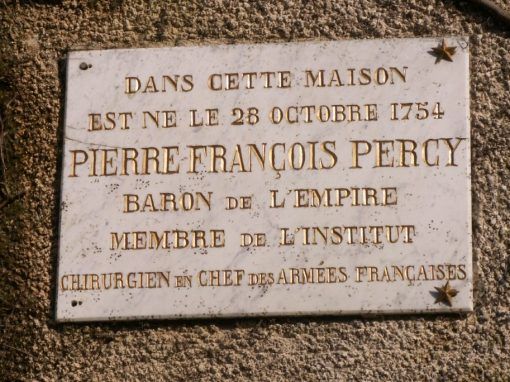 DANS CETTE MAISON
EST NE LE 28 OCTOBRE 1754
PIERRE FRANÇOIS PERCY
BARON DE L'EMPIRE
MEMBRE DE L'INSTITUT
CHIRURGIEN EN CHEF DES ARMÉES FRANÇAISES